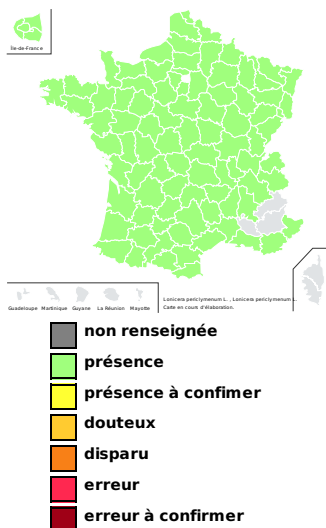 Île-de-France
Lonicera periclymenum L. , Lonicera periclymenum L.
Carte en cours d'élaboration.
Guadeloupe Martinique Guyane La Réunion Mayotte
non renseignée
présence
présence à confimer
douteux
disparu
erreur
erreur à confirmer